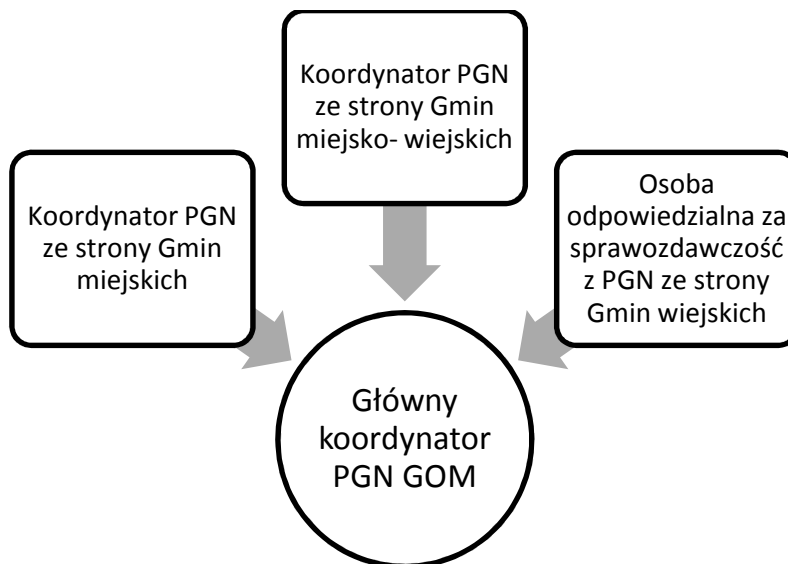 Koordynator PGN
ze strony Gmin
miejsko- wiejskich
Koordynator PGN
ze strony Gmin
miejskich
Osoba
odpowiedzialna za
sprawozdawczość
z PGN ze strony
Gmin wiejskich
Główny
koordynator
PGN GOM